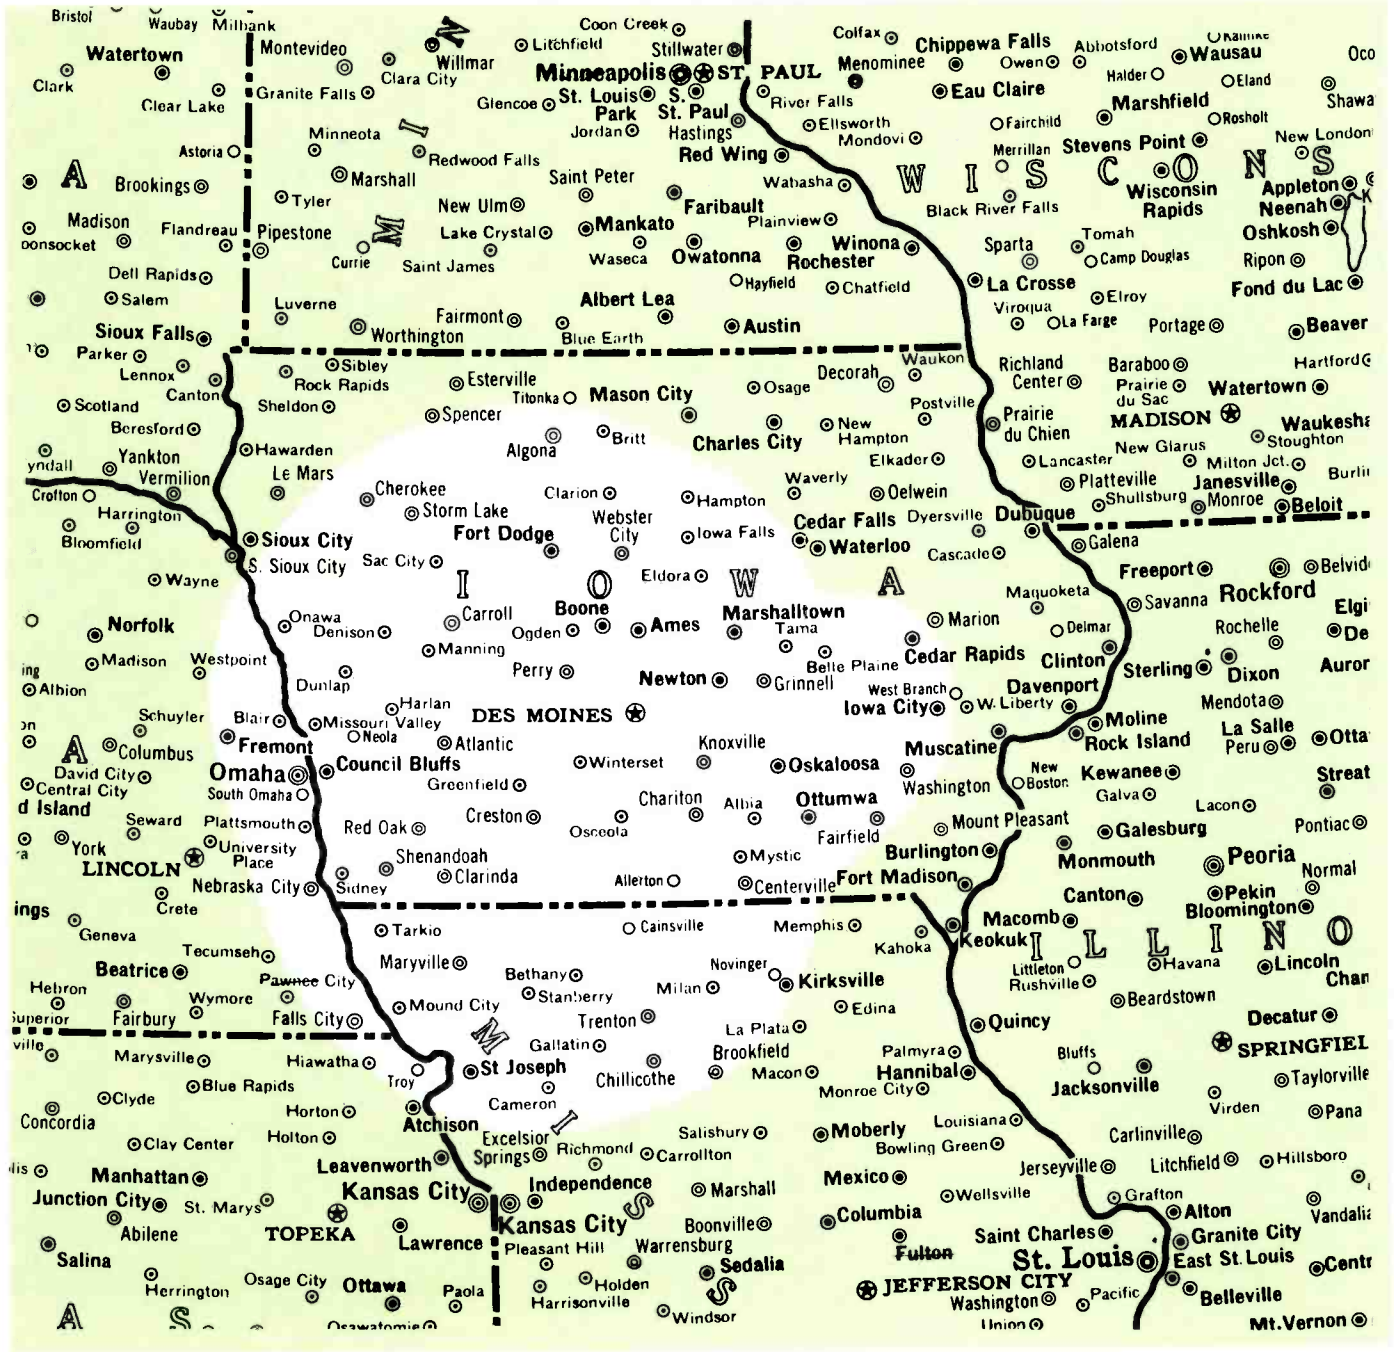 Bristol
Waubay
Milbank
Watertown
Clark
Clear Lake
Astoria
A
Brookings
Madison
Flandreau
oonsocket
Dell Rapids
Salem
Sioux Falls
Parker
Lennox
Canton
Scotland
Beresford
yndall
Yankton
Vermilion
Crofton
Harrington
Bloomfield
Wayne
Montevideo
N
Willmar
Clara City
Granite Falls
Litchfield
Coon Creek
Stillwater
Minneapolis
ST. PAUL
St. Louis
Park
S.
St. Paul
Glencoe
Jordan
Hastings
Red Wing
Minneota
I
Redwood Falls
Marshall
Tyler
Saint Peter
New Ulm
Faribault
Wabasha
Plainview
M
Pipestone
Currie
Lake Crystal
Saint James
Mankato
Waseca
Owatonna
Rochester
Winona
Hayfield
Chatfield
Luverne
Worthington
Fairmont
Albert Lea
Blue Earth
Austin
Colfax
Chippewa Falls
Menominee
Owen
Abbotsford
Wausau
Oco
Halder
Eland
River Falls
Eau Claire
Marshfield
Shawa
Ellsworth
Mondovi
Fairchild
Rosholt
Merrillan
Stevens Point
New London
W I S C O N S
Black River Falls
Wisconsin
Rapids
Appleton
Neenah
Oshkosh
Sparta
Tomah
Camp Douglas
Ripon
La Crosse
Fond du Lac
Viroqua
Elroy
La Farge
Portage
Beaver
Waukon
Richland
Center
Baraboo
Hartford
Prairie
du Sac
Watertown
Prairie
du Chien
MADISON
Waukesha
Stoughton
New Glarus
Lancaster
Milton Jct.
Platteville
Janesville
Burlin
Shullsburg
Monroe
Beloit
Sibley
Rock Rapids
Esterville
Titonka
Mason City
Osage
Decorah
Sheldon
Spencer
Postville
Algona
Britt
Charles City
New
Hampton
Hawarden
Elkader
Le Mars
Cherokee
Storm Lake
Clarion
Hampton
Waverly
Oelwein
Fort Dodge
Webster
City
Iowa Falls
Cedar Falls
Waterloo
Dyersville
Dubuque
Cascade
Galena
Sioux City
S. Sioux City
Sac City
I O W A
Eldora
Freeport
Rockford
Belvid
Maquoketa
Savanna
Elgi
Norfolk
Onawa
Denison
Carroll
Boone
Ogden
Ames
Marshalltown
Tama
Marion
Delmar
Rochelle
De
Madison
Westpoint
Manning
Belle Plaine
Cedar Rapids
Clinton
Sterling
Dixon
Auror
ing
Albion
Dunlap
Perry
Newton
Grinnell
West Branch
Iowa City
W. Liberty
Davenport
Mendota
Schuyler
Blair
Harlan
Missouri Valley
Neola
DES MOINES
Moline
Rock Island
La Salle
Peru
Otta
on
A
Columbus
Fremont
Atlantic
Knoxville
Muscatine
David City
Central City
Omaha
Council Bluffs
Winterset
Oskaloosa
Washington
New
Boston
Kewanee
Streat
South Omaha
Greenfield
Galva
d Island
Seward
Plattsmouth
Red Oak
Creston
Osceola
Chariton
Albia
Ottumwa
Fairfield
Mount Pleasant
Galesburg
Lacon
Pontiac
ra
York
University
Place
LINCOLN
Shenandoah
Mystic
Burlington
Monmouth
Peoria
Nebraska City
Sidney
Clarinda
Allerton
Centerville
Fort Madison
Canton
Pekin
Normal
Crete
ings
Macomb
Bloomington
Geneva
Tarkio
Cainsville
Memphis
Kahoka
Keokuk
I L L I N O
Tecumseh
Beatrice
Maryville
Bethany
Novinger
Kirksville
Littleton
Rushville
Havana
Lincoln
Chan
Hebron
Pawnee City
Wymore
Mound City
Stanberry
Milan
Edina
Beardstown
Superior
Fairbury
Falls City
M
Trenton
La Plata
Quincy
Decatur
ville
Marysville
Hiawatha
Gallatin
Brookfield
Palmyra
Bluffs
SPRINGFIEL
Blue Rapids
Troy
St Joseph
Chillicothe
Macon
Hannibal
Monroe City
Jacksonville
Taylorville
Clyde
Concordia
Horton
Cameron
Virden
Pana
Atchison
Louisiana
Clay Center
Holton
Excelsior
Springs
I
Richmond
Salisbury
Carrollton
Moberly
Bowling Green
Carlinville
lis
Manhattan
Leavenworth
Jerseyville
Litchfield
Hillsboro
Junction City
St. Marys
Kansas City
Independence
Marshall
Mexico
Wellsville
Grafton
Abilene
TOPEKA
Kansas City
S
Boonville
Columbia
Alton
Vandalia
Salina
Lawrence
Pleasant Hill
Warrensburg
Fulton
Saint Charles
Granite City
St. Louis
East St. Louis
Centr
Herrington
Osage City
Ottawa
Paola
Holden
Harrisonville
Sedalia
S
JEFFERSON CITY
Washington
Pacific
Belleville
A S
Osawatomie
Windsor
Union
Mt. Vernon